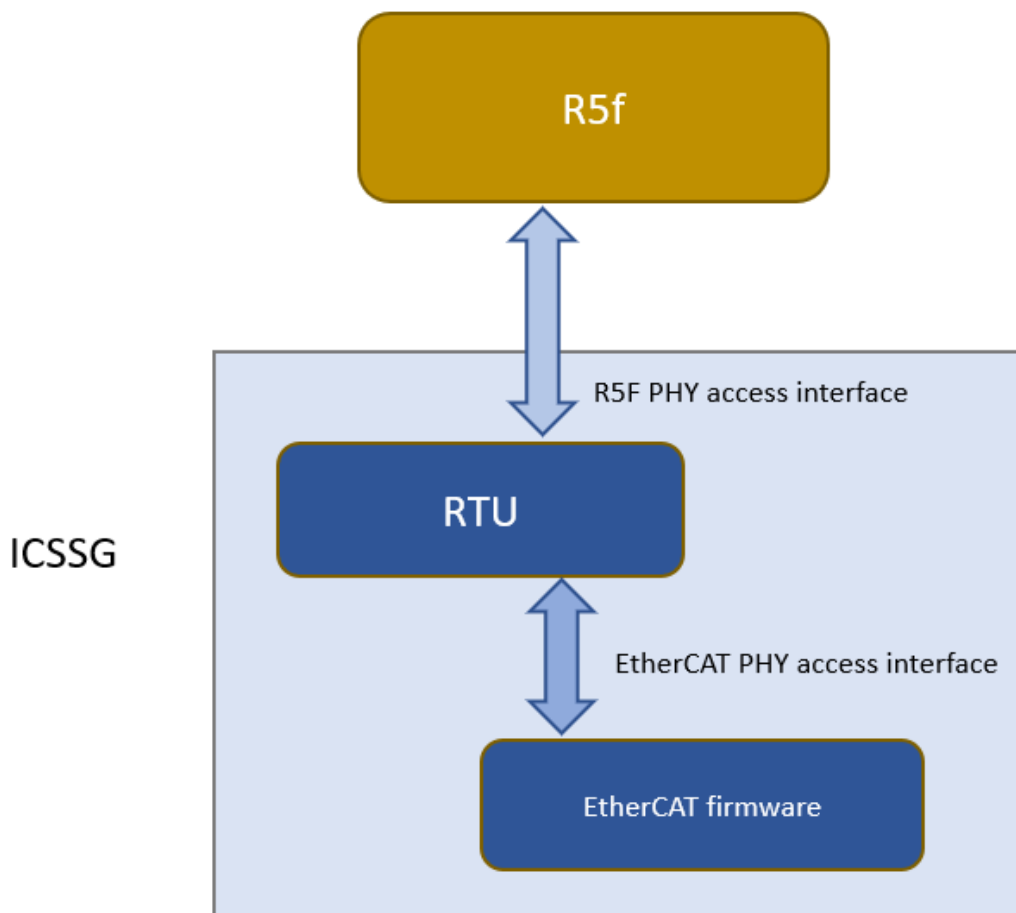 R5f
R5F PHY access interface
RTU
ICSSG
EtherCAT PHY access interface
EtherCAT firmware